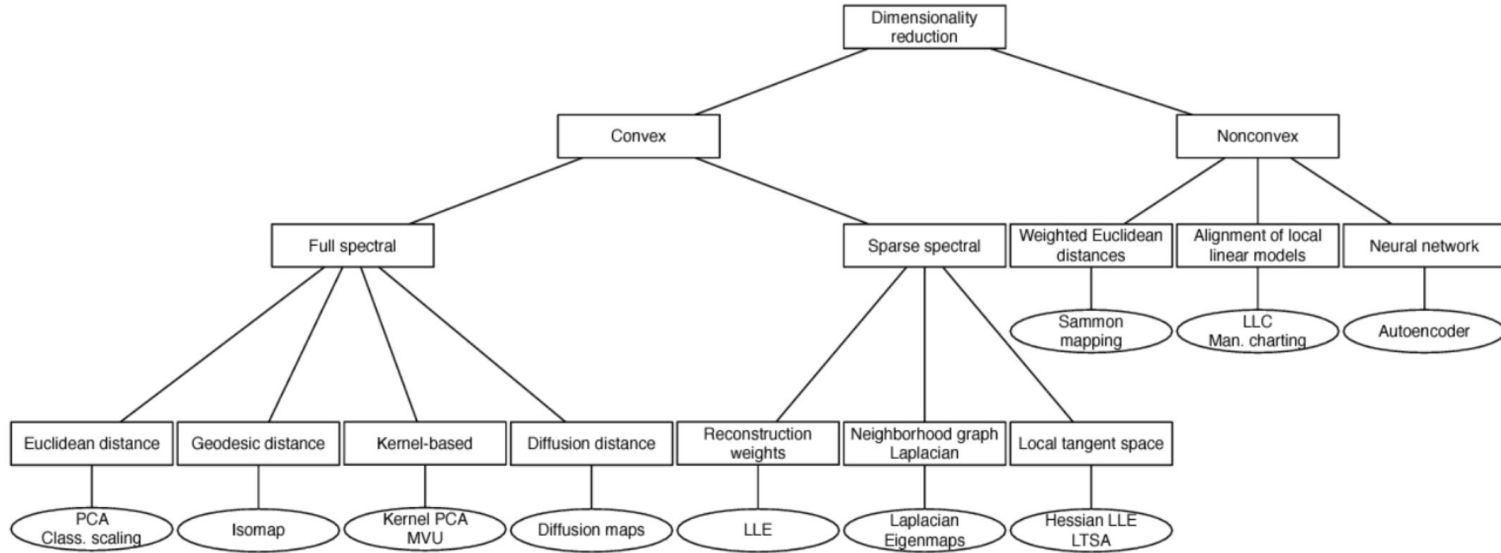 Dimensionality
reduction
Convex
Nonconvex
Full spectral
Sparse spectral
Weighted Euclidean
distances
Alignment of local
linear models
Neural network
Sammon
mapping
LLC
Man. charting
Autoencoder
Euclidean distance
Geodesic distance
Kernel-based
Diffusion distance
Reconstruction
weights
Neighborhood graph
Laplacian
Local tangent space
PCA
Class. scaling
Isomap
Kernel PCA
MVU
Diffusion maps
LLE
Laplacian
Eigenmaps
Hessian LLE
LTSA